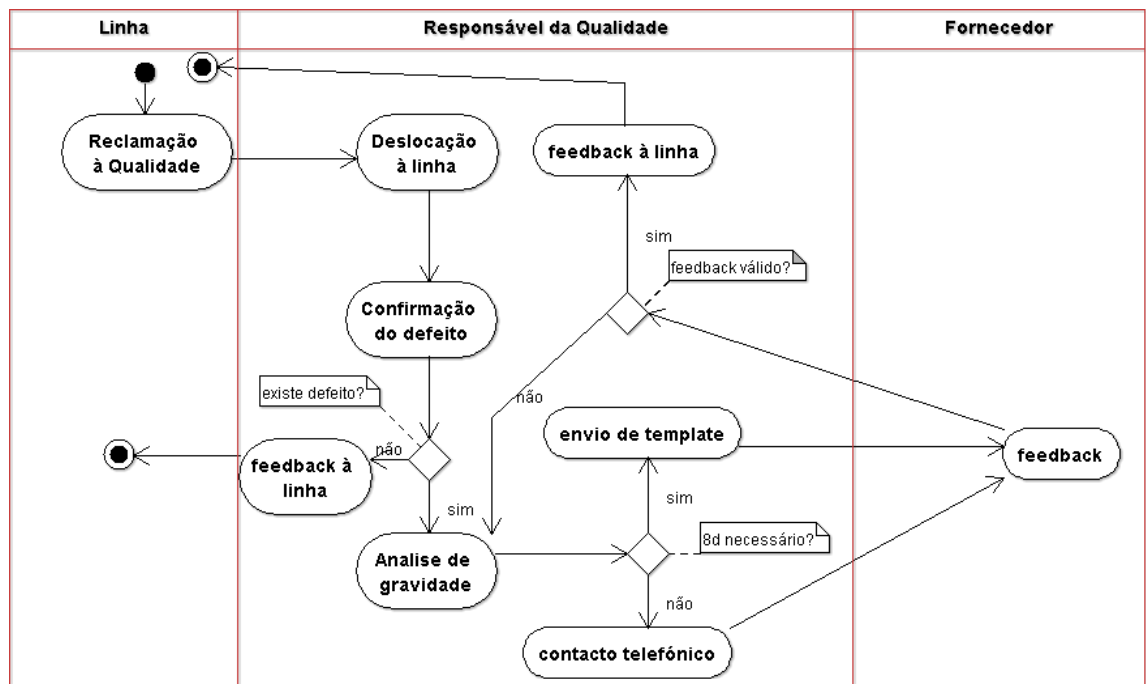 Linha
Responsável da Qualidade
Fornecedor
Reclamação
à Qualidade
Deslocação
à linha
feedback à linha
sim
feedback válido?
Confirmação
do defeito
existe defeito?
não
envio de template
feedback
não
feedback à
linha
sim
sim
8d necessário?
Analise de
gravidade
não
contacto telefónico